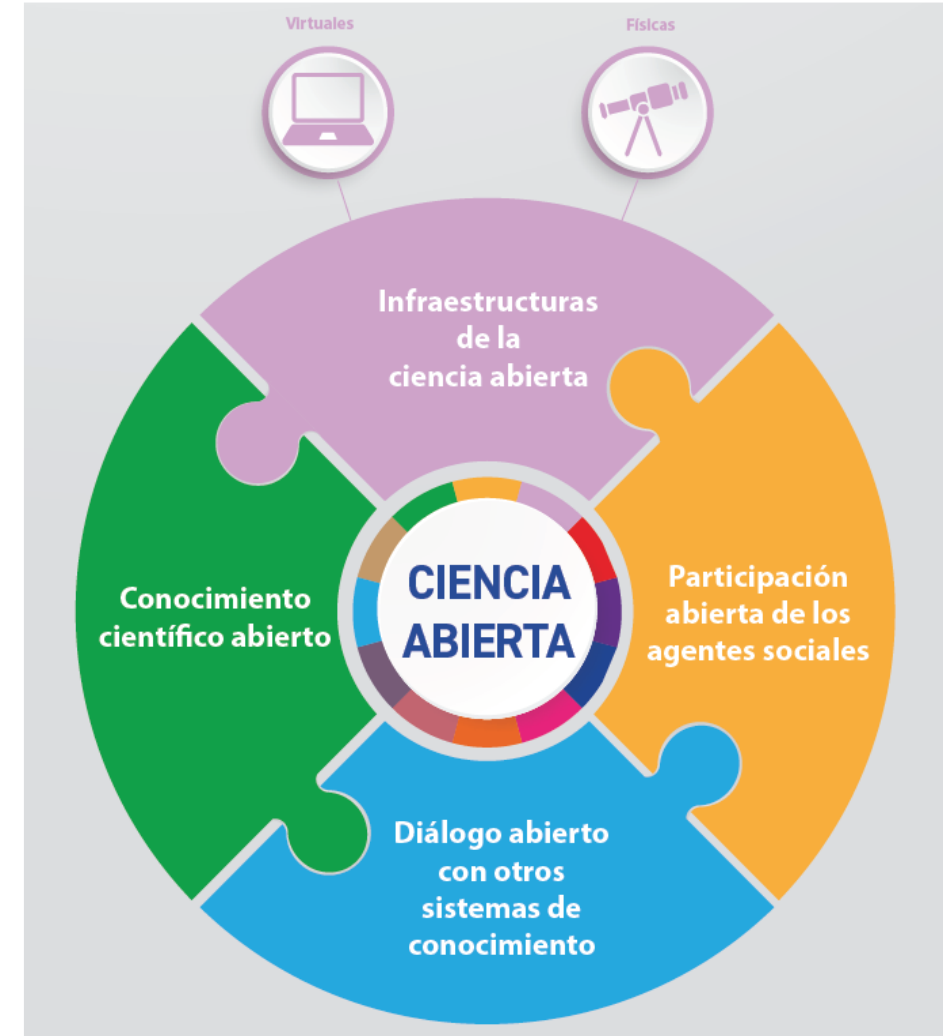 Virtuales
Físicas
Infraestructuras
de la
ciencia abierta
Conocimiento
científico abierto
CIENCIA
ABIERTA
Participación
abierta de los
agentes sociales
Diálogo abierto
con otros
sistemas de
conocimiento